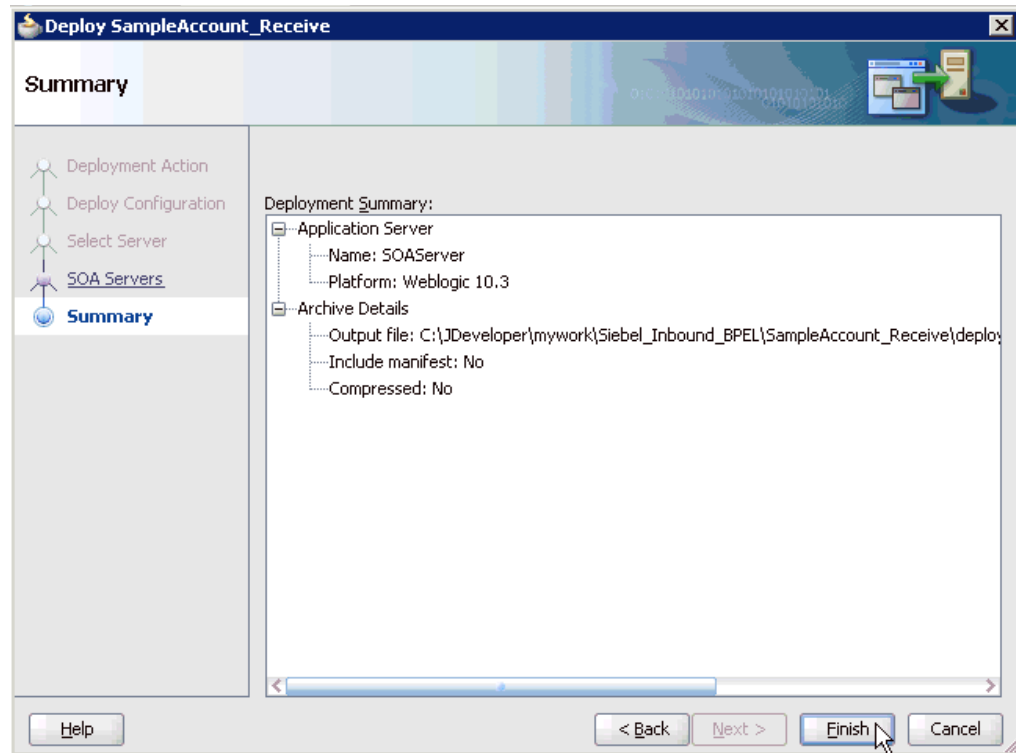 Deploy SampleAccount_Receive
Summary
Deployment Action
Deploy Configuration
Select Server
SOA Servers
Summary
Deployment Summary:
Application Server
Name: SOAServer
Platform: Weblogic 10.3
Archive Details
Output file: C:\JDeveloper\mywork\Siebel_Inbound_BPEL\SampleAccount_Receive\deploy
Include manifest: No
Compressed: No
Help
< Back
Next >
Finish
Cancel